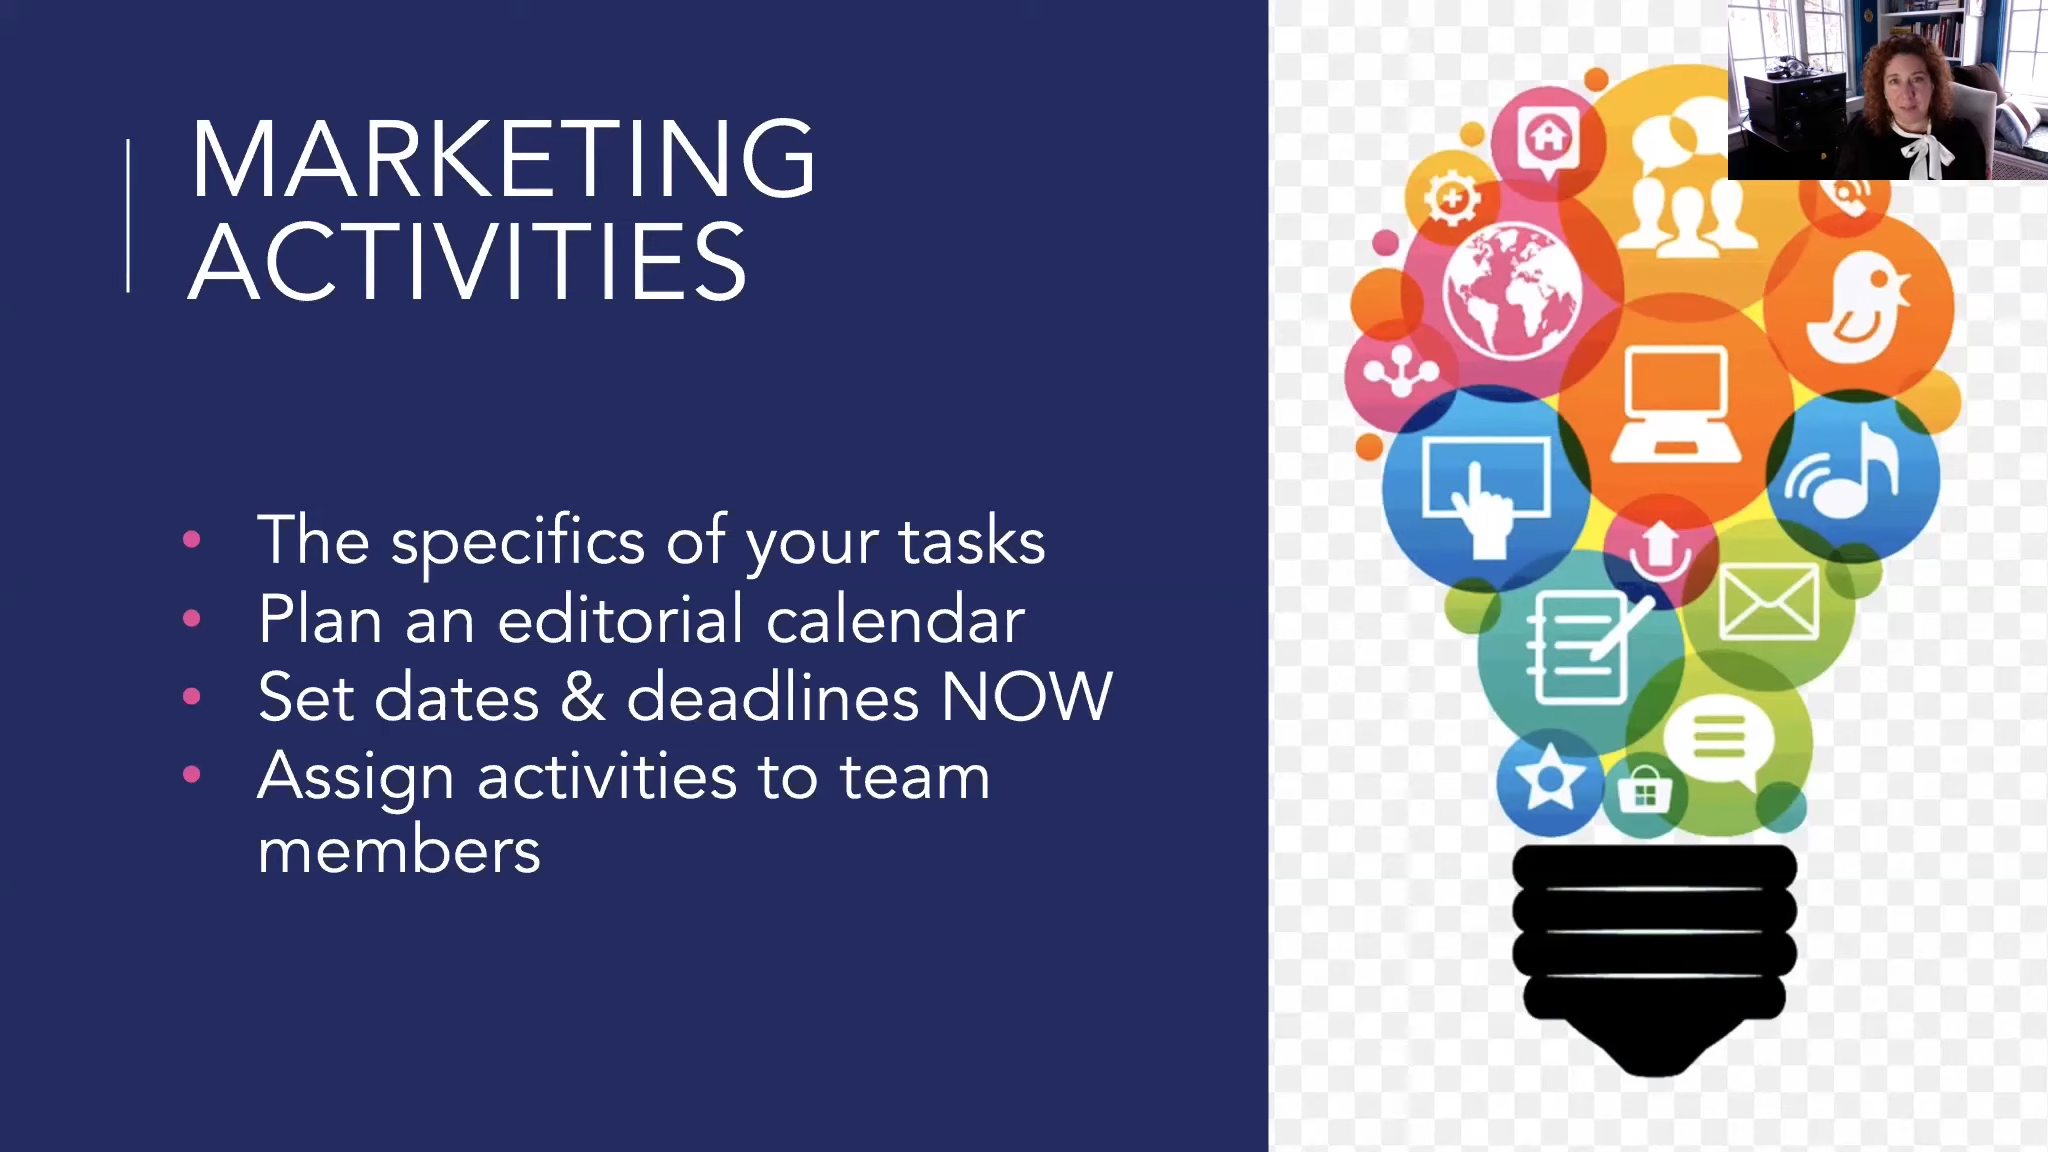 MARKETING
ACTIVITIES
• The specifics of your tasks
• Plan an editorial calendar
• Set dates & deadlines NOW
• Assign activities to team
members